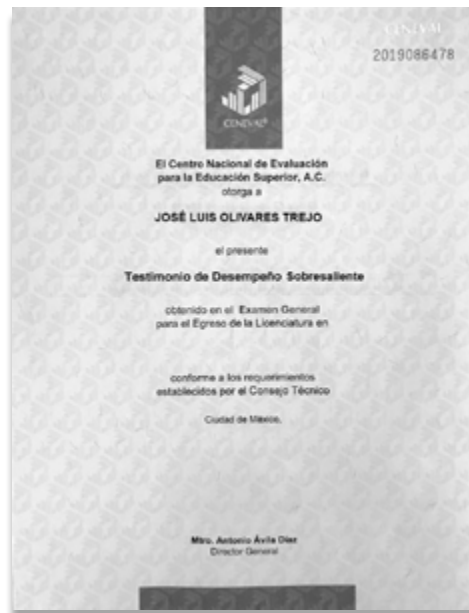 CENEVAL
2019086478
CENEVAL®
El Centro Nacional de Evaluación
para la Educación Superior, A.C.
otorga a
JOSÉ LUIS OLIVARES TREJO
el presente
Testimonio de Desempeño Sobresaliente
obtenido en el Examen General
para el Egreso de la Licenciatura en
conforme a los requerimientos
establecidos por el Consejo Técnico
Ciudad de México,
Mtro. Antonio Ávila Díaz
Director General